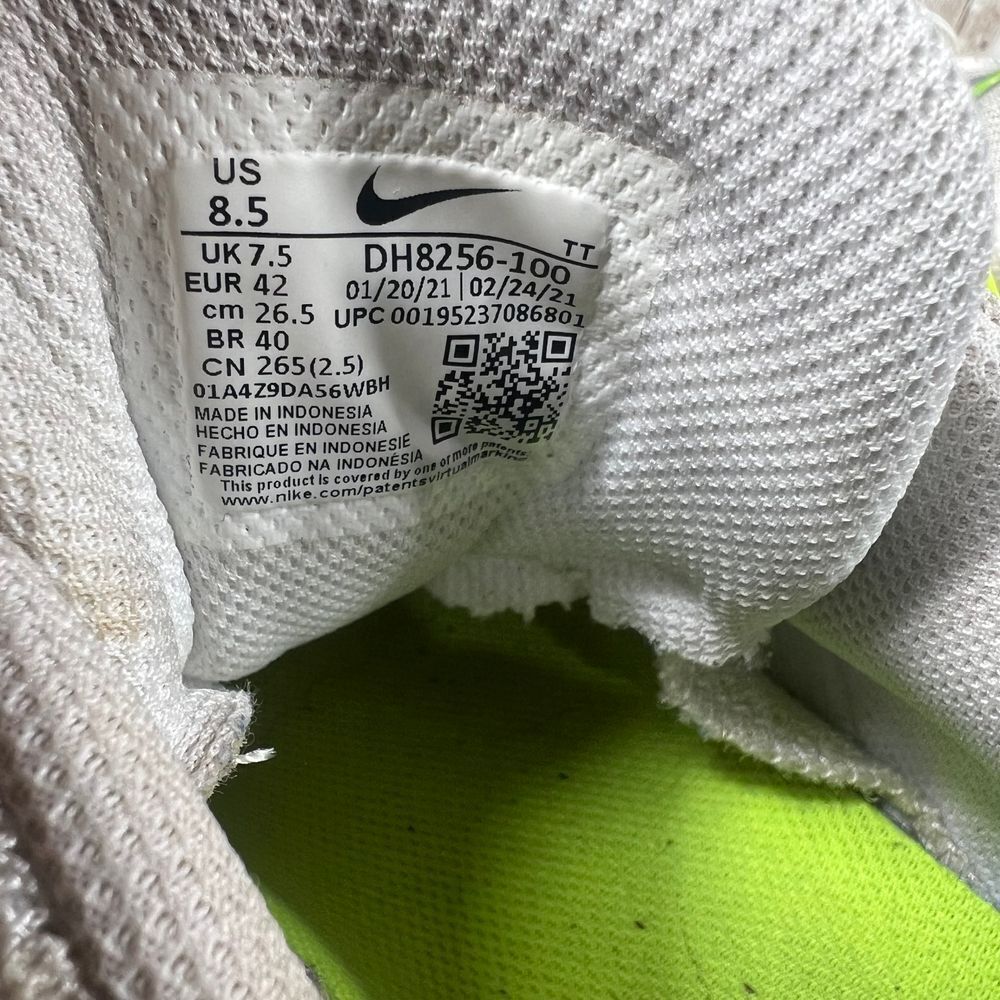 US
8.5
TT
UK 7.5
DH8256-100
EUR 42
01/20/21 | 02/24/21
cm 26.5
UPC 00195237086801
BR 40
CN 265(2.5)
01A4Z9DA56WBH
MADE IN INDONESIA
HECHO EN INDONESIA
FABRIQUE EN INDONESIÉ
FABRICADO NA INDONÉSIA
This product is covered by one or more patents:
www.nike.com/patentsvirtualmarking